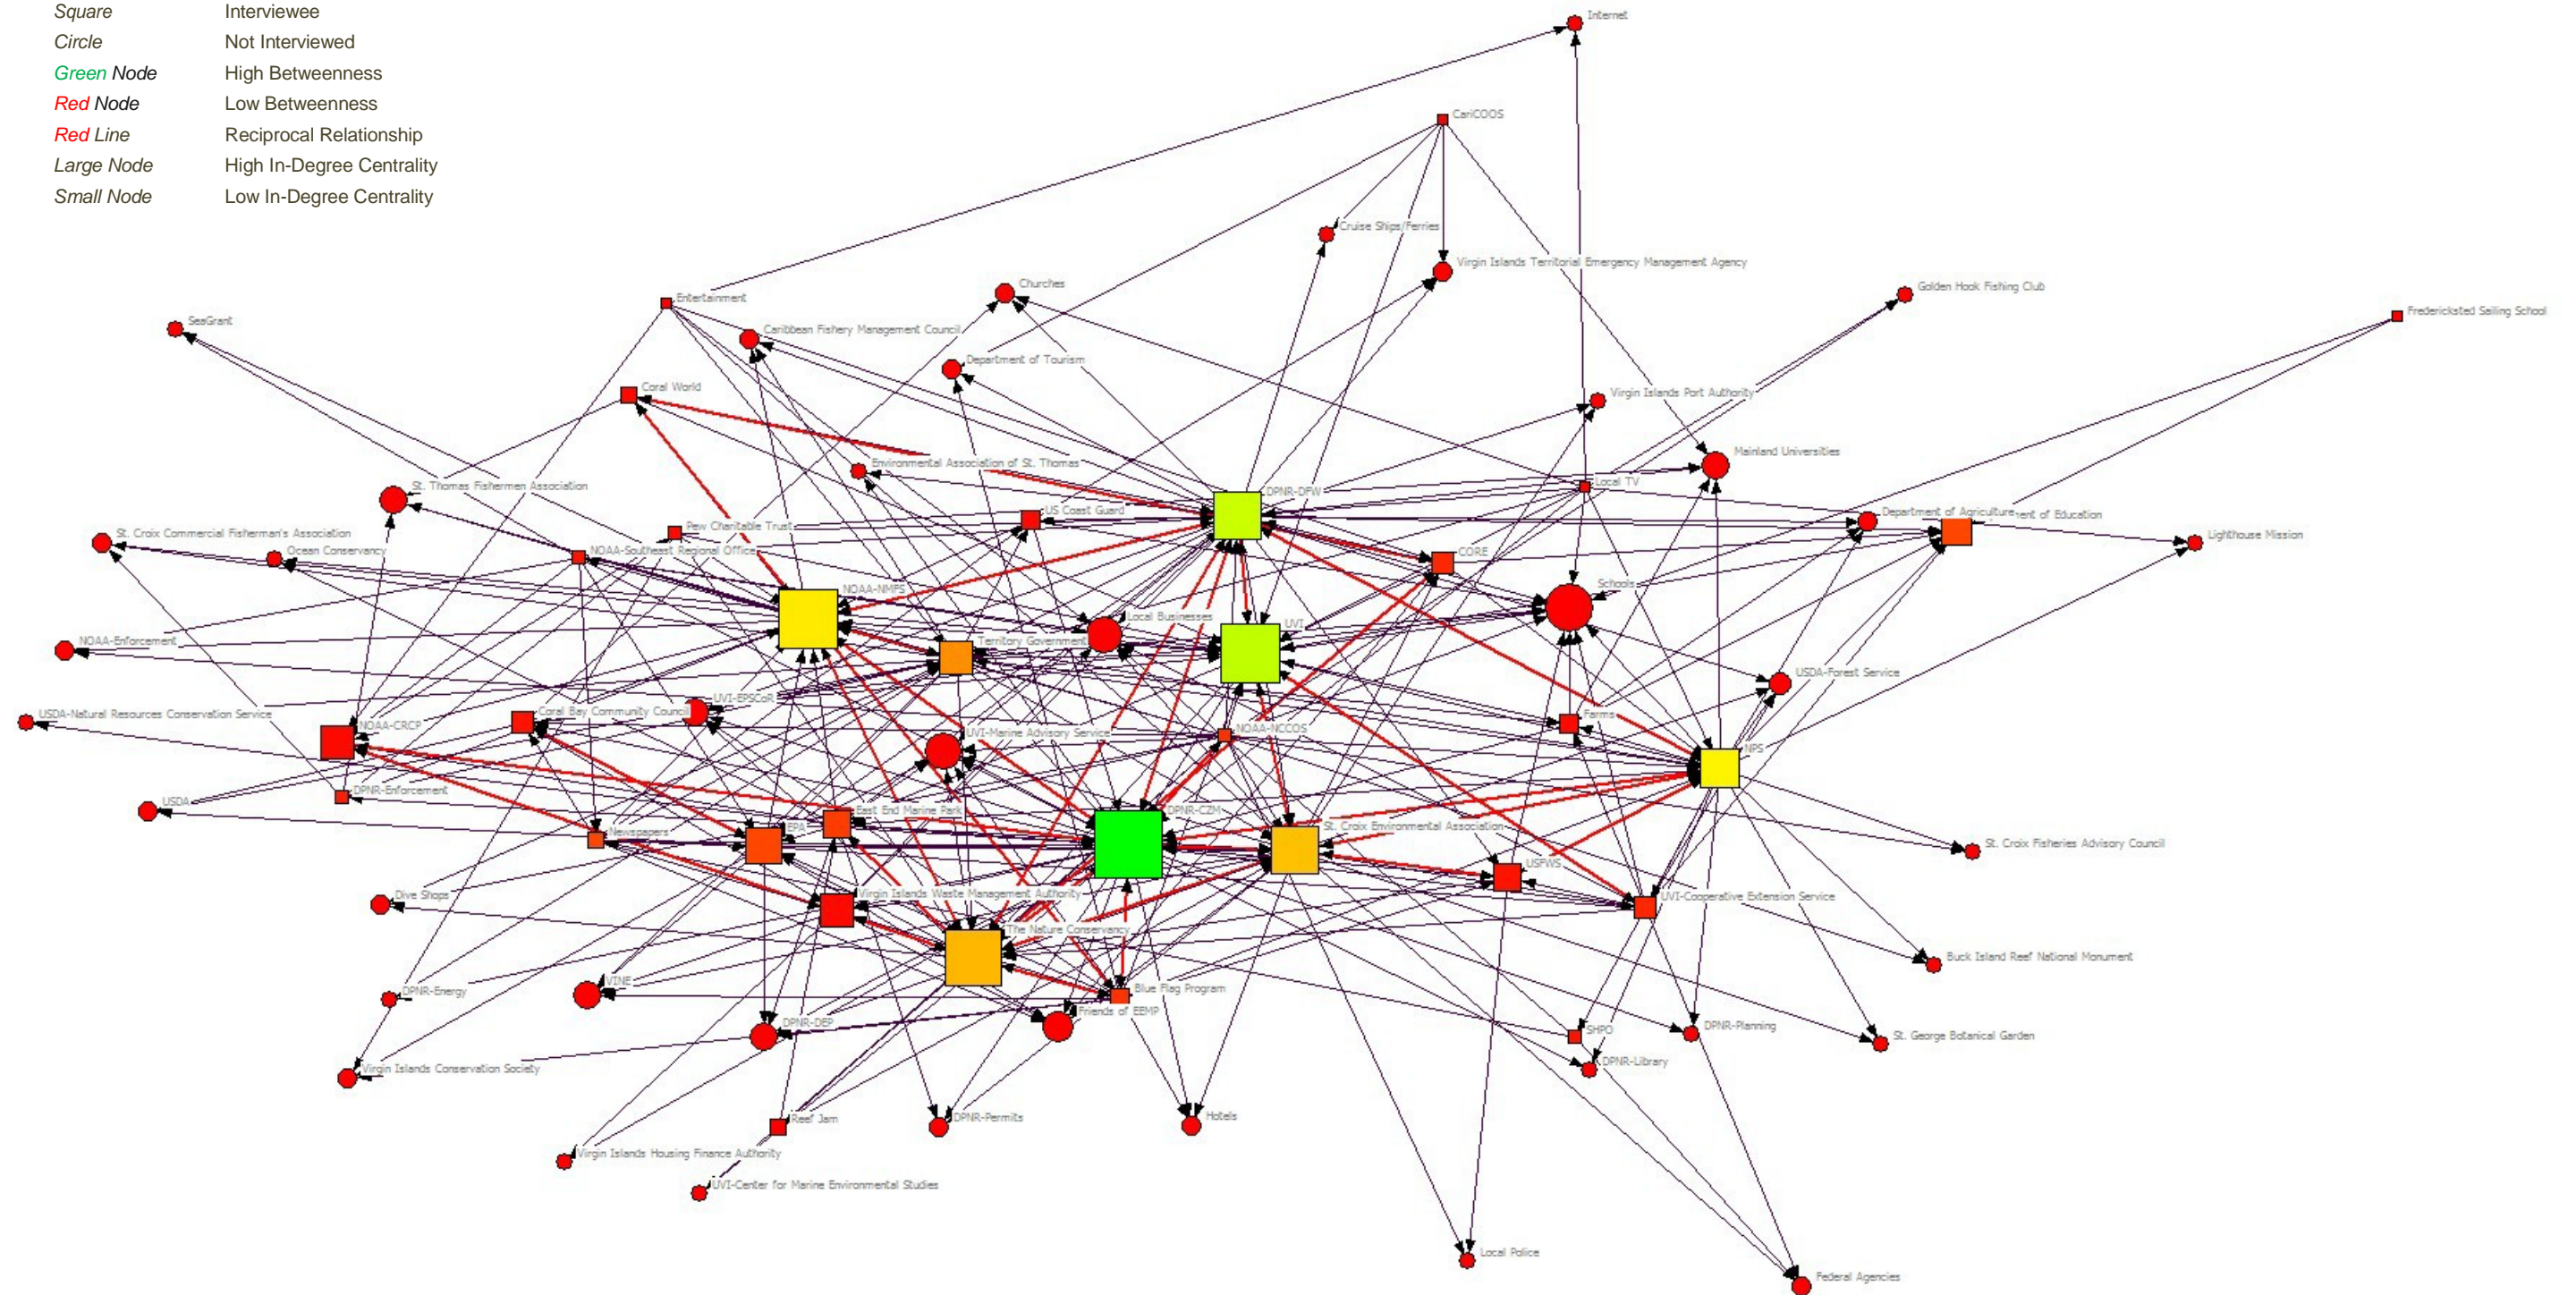 Square Interviewee
Circle Not Interviewed
Green Node High Betweenness
Red Node Low Betweenness
Red Line Reciprocal Relationship
Large Node High In-Degree Centrality
Small Node Low In-Degree Centrality
Internet
CariCOOS
Cruise Ships/Ferries
Virgin Islands Territorial Emergency Management Agency
Churches
Golden Hook Fishing Club
Entertainment
Fredericksted Sailing School
SeaGrant
Caribbean Fishery Management Council
Department of Tourism
Coral World
Virgin Islands Port Authority
Mainland Universities
Environmental Association of St. Thomas
Local TV
St. Thomas Fishermen Association
DPNR-DFW
US Coast Guard
Department of Agriculture
ent of Education
Pew Charitable Trust
St. Croix Commercial Fisherman's Association
Lighthouse Mission
Ocean Conservancy
NOAA-Southeast Regional Office
CORE
Schools
NOAA-NMFS
Local Businesses
UVI
NOAA-Enforcement
Territory Government
USDA-Forest Service
UVI-EPSCoR
USDA-Natural Resources Conservation Service
Coral Bay Community Council
Farms
NOAA-CRCP
NOAA-NCCOS
UVI-Marine Advisory Service
NPS
DPNR-Enforcement
USDA
East End Marine Park
DPNR-CZM
Newspapers
EPA
St. Croix Environmental Association
St. Croix Fisheries Advisory Council
USFWS
Dive Shops
Virgin Islands Waste Management Authority
UVI-Cooperative Extension Service
The Nature Conservancy
Buck Island Reef National Monument
VINE
DPNR-Energy
Blue Flag Program
Friends of EEMP
DPNR-DEP
SHPO
DPNR-Planning
St. George Botanical Garden
DPNR-Library
Virgin Islands Conservation Society
Reef Jam
DPNR-Permits
Hotels
Virgin Islands Housing Finance Authority
UVI-Center for Marine Environmental Studies
Local Police
Federal Agencies